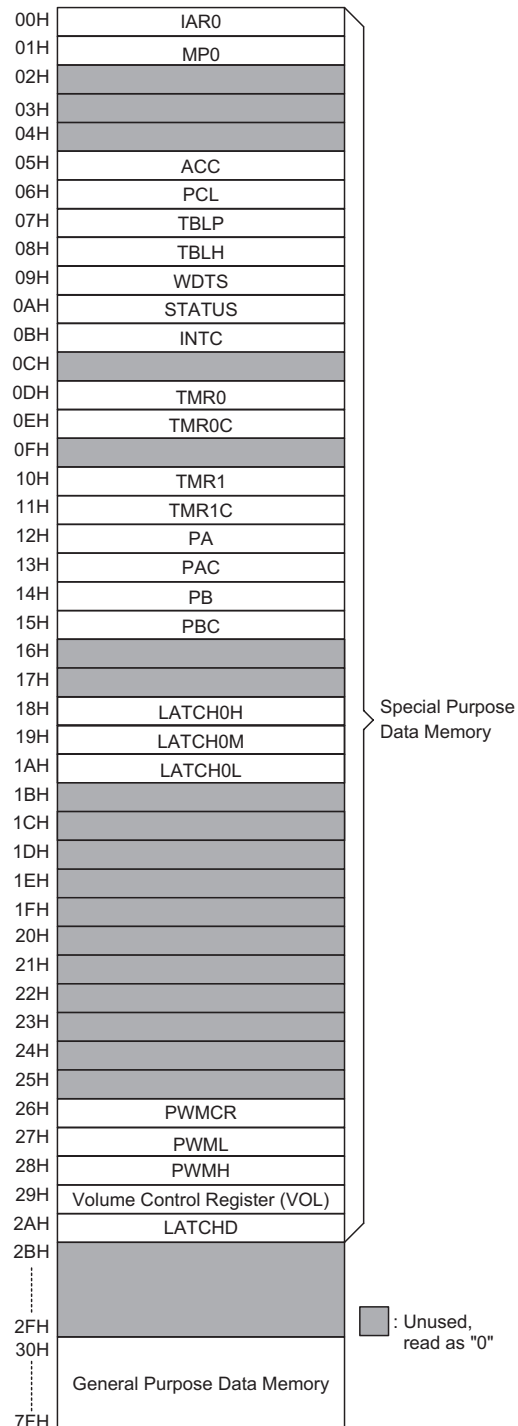 00H IAR0
01H MP0
02H
03H
04H
05H ACC
06H PCL
07H TBLP
08H TBLH
09H WDTS
0AH STATUS
0BH INTC
0CH
0DH TMR0
0EH TMR0C
0FH
10H TMR1
11H TMR1C
12H PA
13H PAC
14H PB
15H PBC
16H
17H
18H LATCH0H
19H LATCH0M
1AH LATCH0L
1BH
1CH
1DH
1EH
1FH
20H
21H
22H
23H
24H
25H
26H PWMCR
27H PWML
28H PWMH
29H Volume Control Register (VOL)
2AH LATCHD
2BH
2FH
30H
General Purpose Data Memory
7FH
Special Purpose
Data Memory
: Unused,
read as "0"